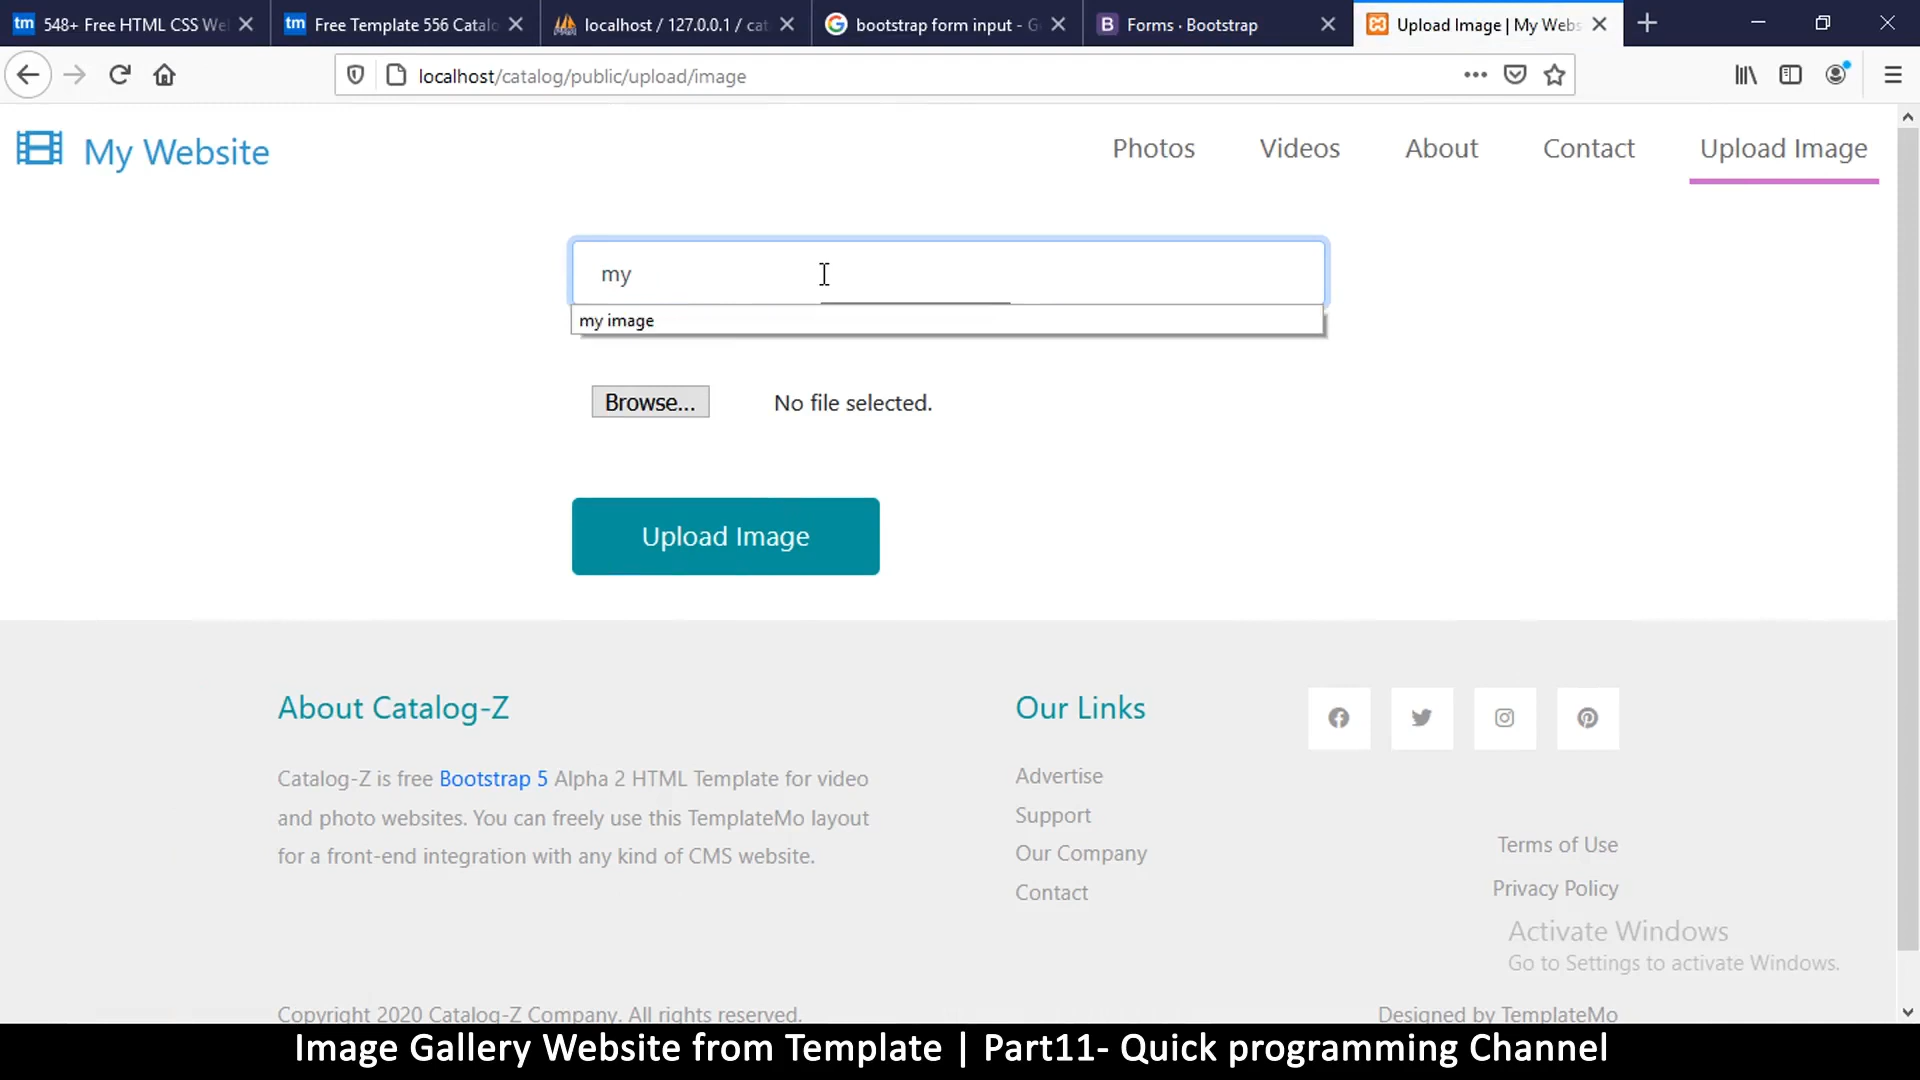 548+ Free HTML CSS We
Free Template 556 Catalo
localhost / 127.0.0.1 / cat
bootstrap form input - G
Forms · Bootstrap
Upload Image | My Webs
localhost/catalog/public/upload/image
My Website
Photos
Videos
About
Contact
Upload Image
my
my image
Browse...
No file selected.
Upload Image
About Catalog-Z
Catalog-Z is free Bootstrap 5 Alpha 2 HTML Template for video
and photo websites. You can freely use this TemplateMo layout
for a front-end integration with any kind of CMS website.
Our Links
Advertise
Support
Our Company
Contact
Terms of Use
Privacy Policy
Activate Windows
Go to Settings to activate Windows.
Copyright 2020 Catalog-Z Company. All rights reserved.
Designed by TemplateMo
Image Gallery Website from Template | Part11- Quick programming Channel